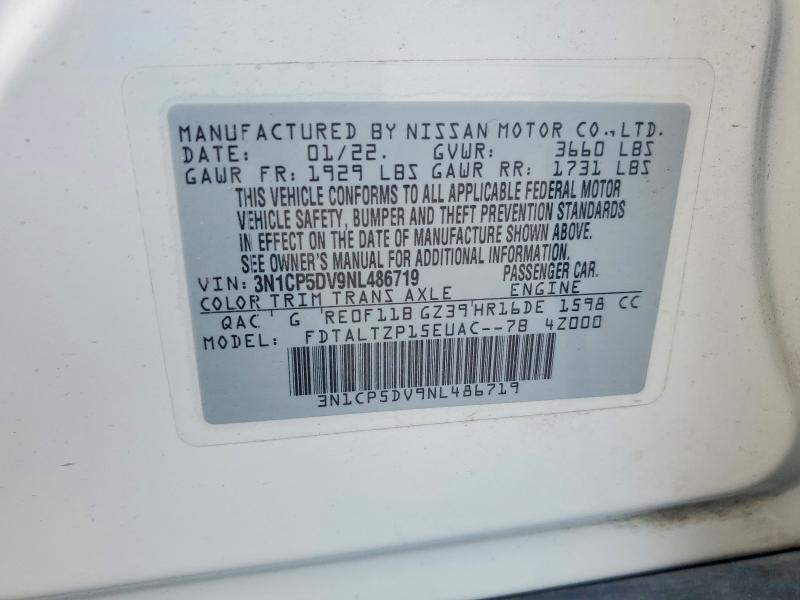 MANUFACTURED BY NISSAN MOTOR CO., LTD.
DATE: 01/22. GVWR: 3660 LBS
GAWR FR: 1929 LBS GAWR RR: 1731 LBS
THIS VEHICLE CONFORMS TO ALL APPLICABLE FEDERAL MOTOR
VEHICLE SAFETY, BUMPER AND THEFT PREVENTION STANDARDS
IN EFFECT ON THE DATE OF MANUFACTURE SHOWN ABOVE.
SEE OWNER'S MANUAL FOR ADDITIONAL INFORMATION.
VIN: 3N1CP5DV9NL486719 PASSENGER CAR.
COLOR TRIM TRANS AXLE ENGINE
QAC G RE0F11B GZ39 HR16DE 1598 CC
MODEL: FDTALTZP15EUAC--78 4Z000
3N1CP5DV9NL486719